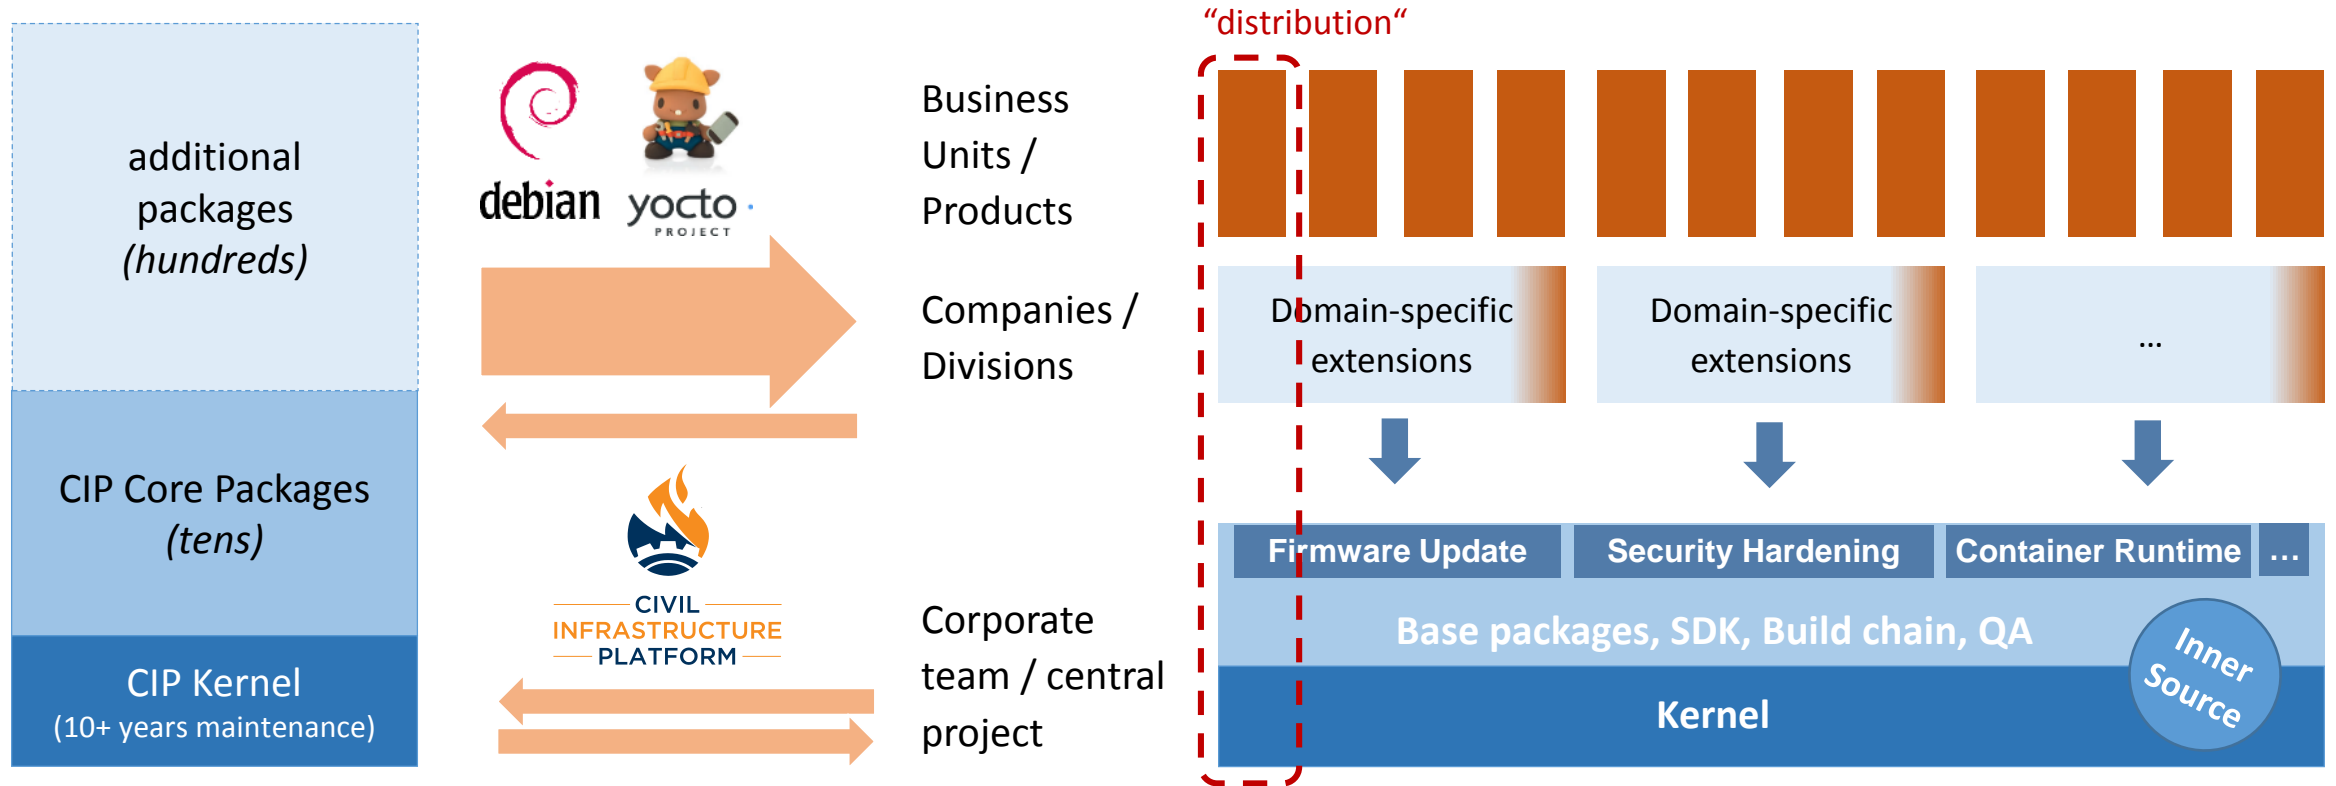 “distribution“
additional
packages
(hundreds)
CIP Core Packages
(tens)
CIP Kernel
(10+ years maintenance)
debian
yocto
PROJECT
CIVIL
INFRASTRUCTURE
PLATFORM
Business
Units /
Products
Companies /
Divisions
Corporate
team / central
project
Domain-specific
extensions
Domain-specific
extensions
...
Firmware Update
Security Hardening
Container Runtime
...
Base packages, SDK, Build chain, QA
Kernel
Inner
Source